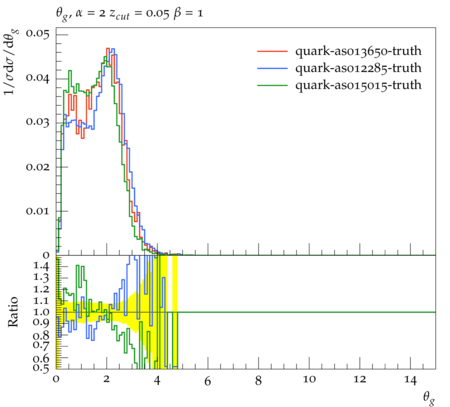 θg, α = 2 zcut = 0.05 β = 1
1/σ dσ/dθg
0.05
0.04
0.03
0.02
0.01
0
quark-as013650-truth
quark-as012285-truth
quark-as015015-truth
Ratio
1.4
1.3
1.2
1.1
1.0
0.9
0.8
0.7
0.6
0.5
0 2 4 6 8 10 12 14
θg